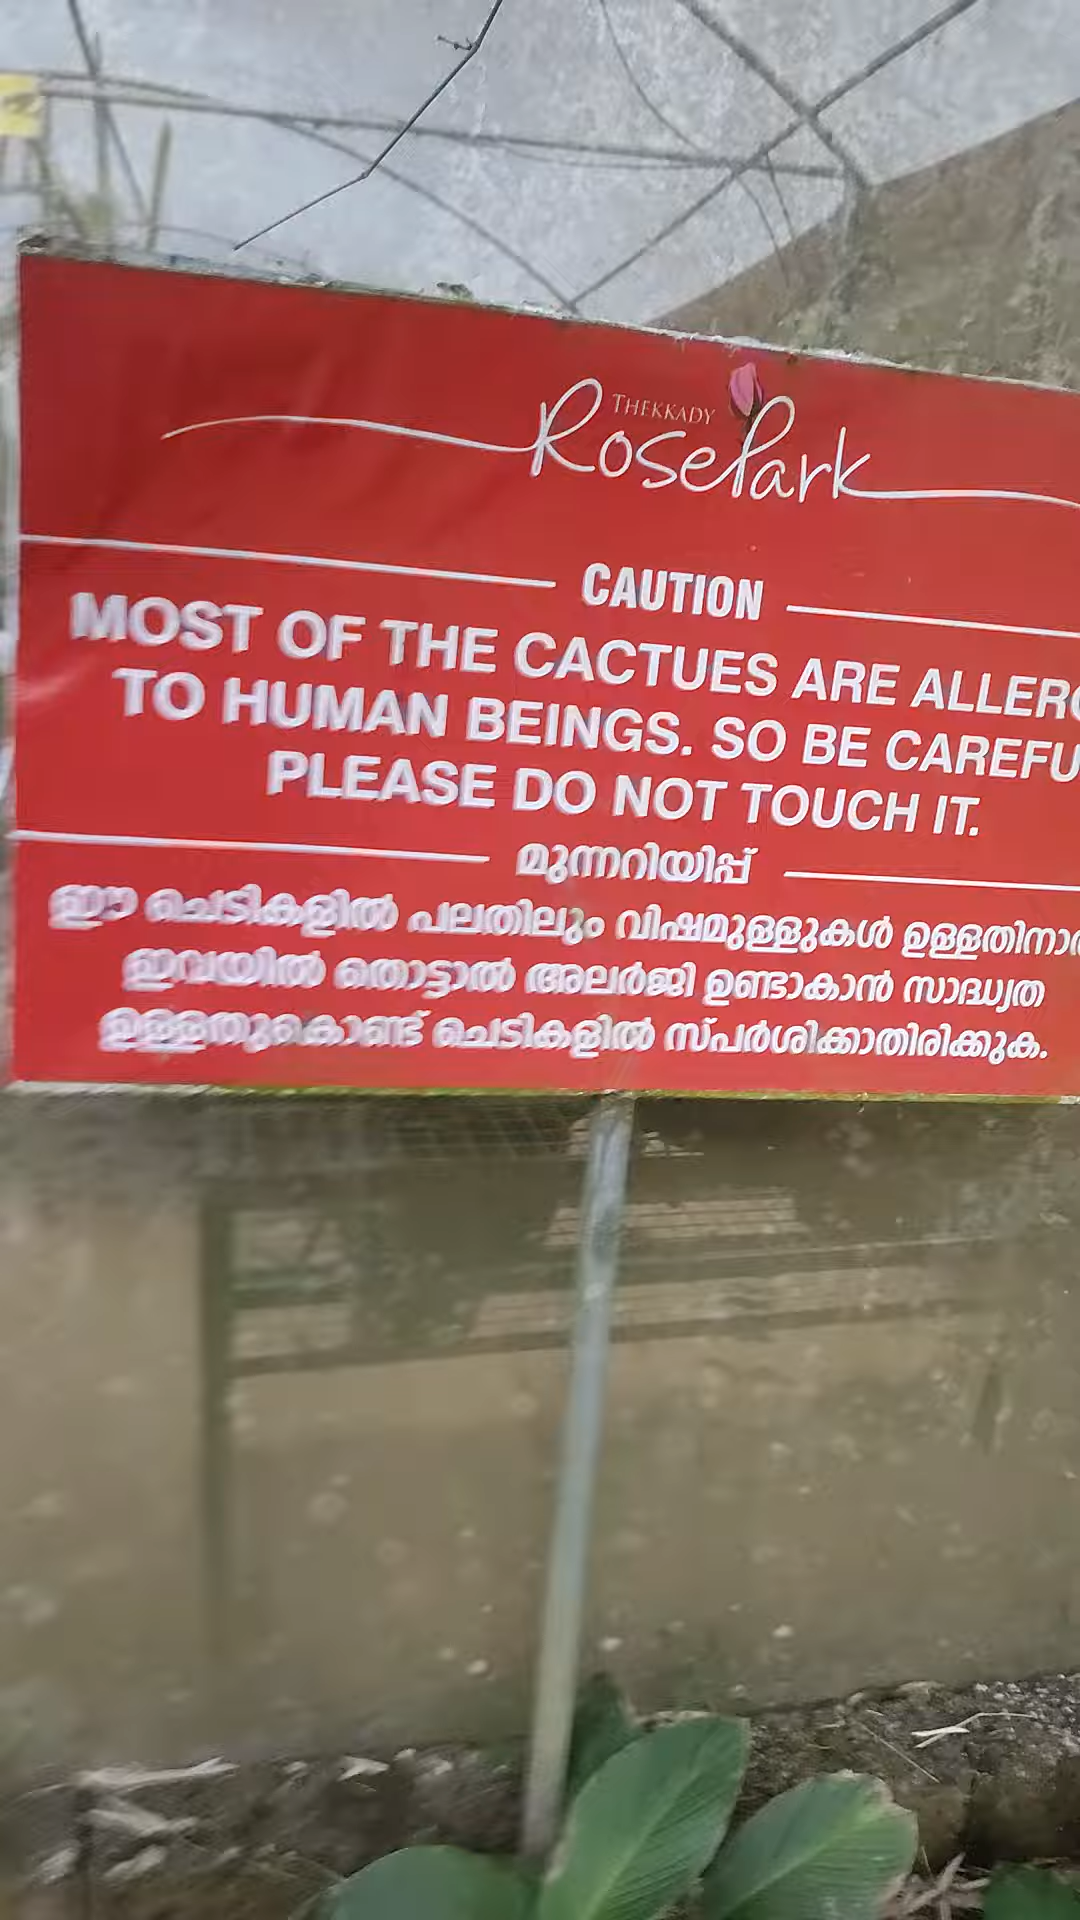 THEKKADY
RosePark
CAUTION
MOST OF THE CACTUES ARE ALLERG
TO HUMAN BEINGS. SO BE CAREFU
PLEASE DO NOT TOUCH IT.
മുന്നറിയിപ്പ്
ഈ ചെടികളിൽ പലതിലും വിഷമുള്ളുകൾ ഉള്ളതിനാൽ
ഇവയിൽ തൊട്ടാൽ അലർജി ഉണ്ടാകാൻ സാദ്ധ്യത
ഉള്ളതുകൊണ്ട് ചെടികളിൽ സ്പർശിക്കാതിരിക്കുക.